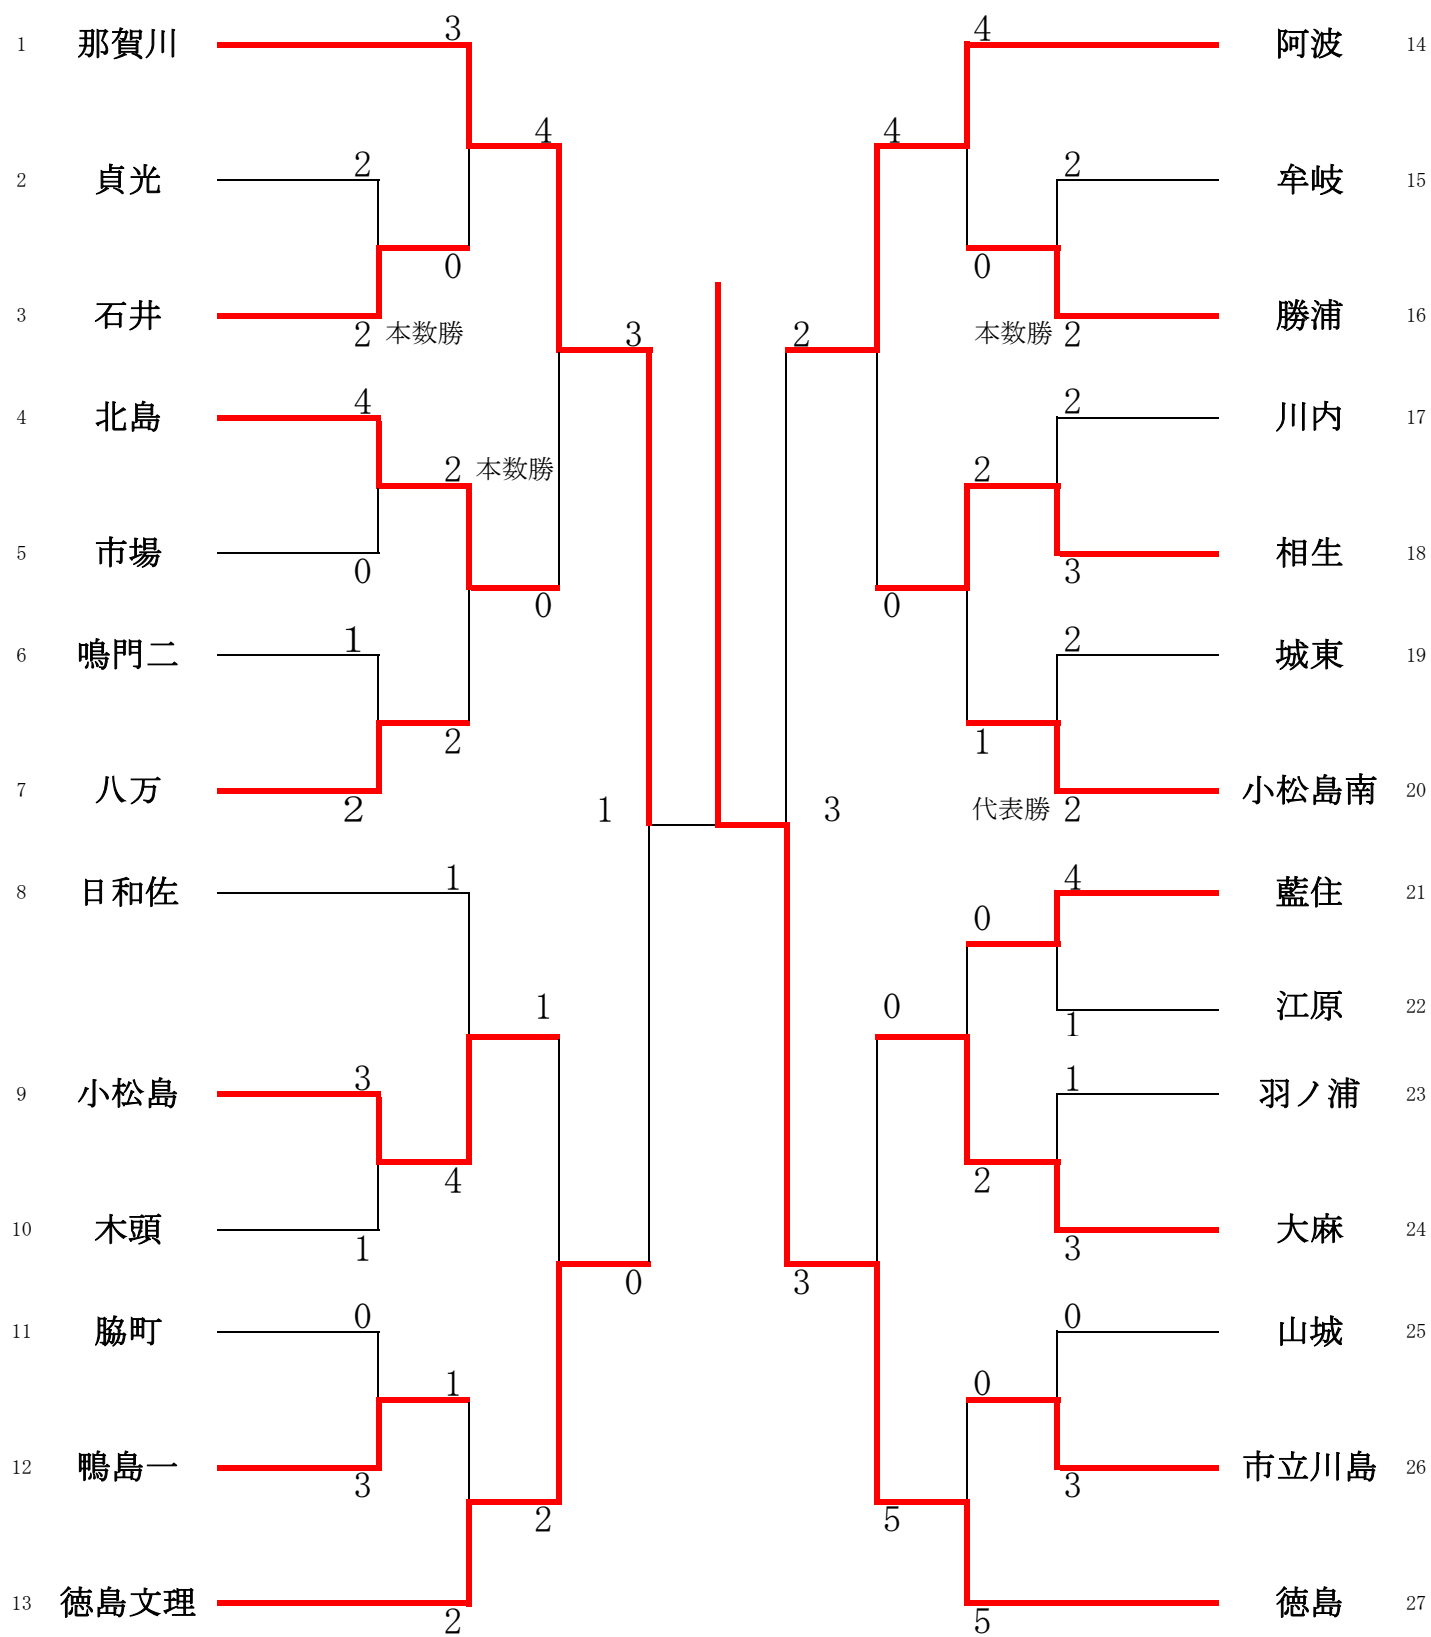 1 那賀川 3 4 阿波 14
4 4
2 貞光 2 2 牟岐 15
0 0
3 石井 勝浦 16
2 本数勝 3 2 本数勝 2
4 北島 4 2 川内 17
2 本数勝 2
5 市場 0 相生 18
3
0 0
6 鳴門二 1 2 城東 19
2 1
7 八万 小松島南 20
2 1 3 代表勝 2
8 日和佐 1 4 藍住 21
0
1 0 江原 22
1
9 小松島 3 1 羽ノ浦 23
4 2
10 木頭 大麻 24
1 3
0 3
11 脇町 0 0 山城 25
1 0
12 鴨島一 市立川島 26
3 3
2 5
13 徳島文理 徳島 27
2 5